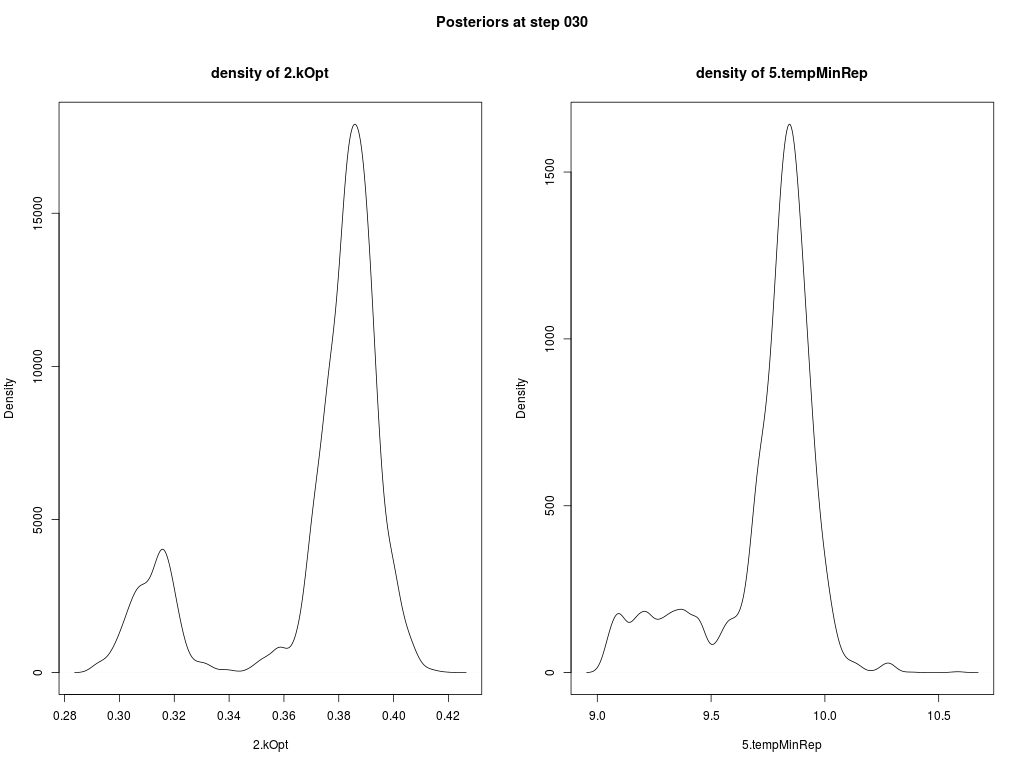 Posteriors at step 030
density of 2.kOpt
Density
0
5000
10000
15000
0.28 0.30 0.32 0.34 0.36 0.38 0.40 0.42
2.kOpt
density of 5.tempMinRep
Density
0
500
1000
1500
9.0 9.5 10.0 10.5
5.tempMinRep